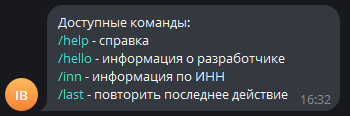 Доступные команды:
/help - справка
/hello - информация о разработчике
/inn - информация по ИНН
/last - повторить последнее действие
IB
16:32